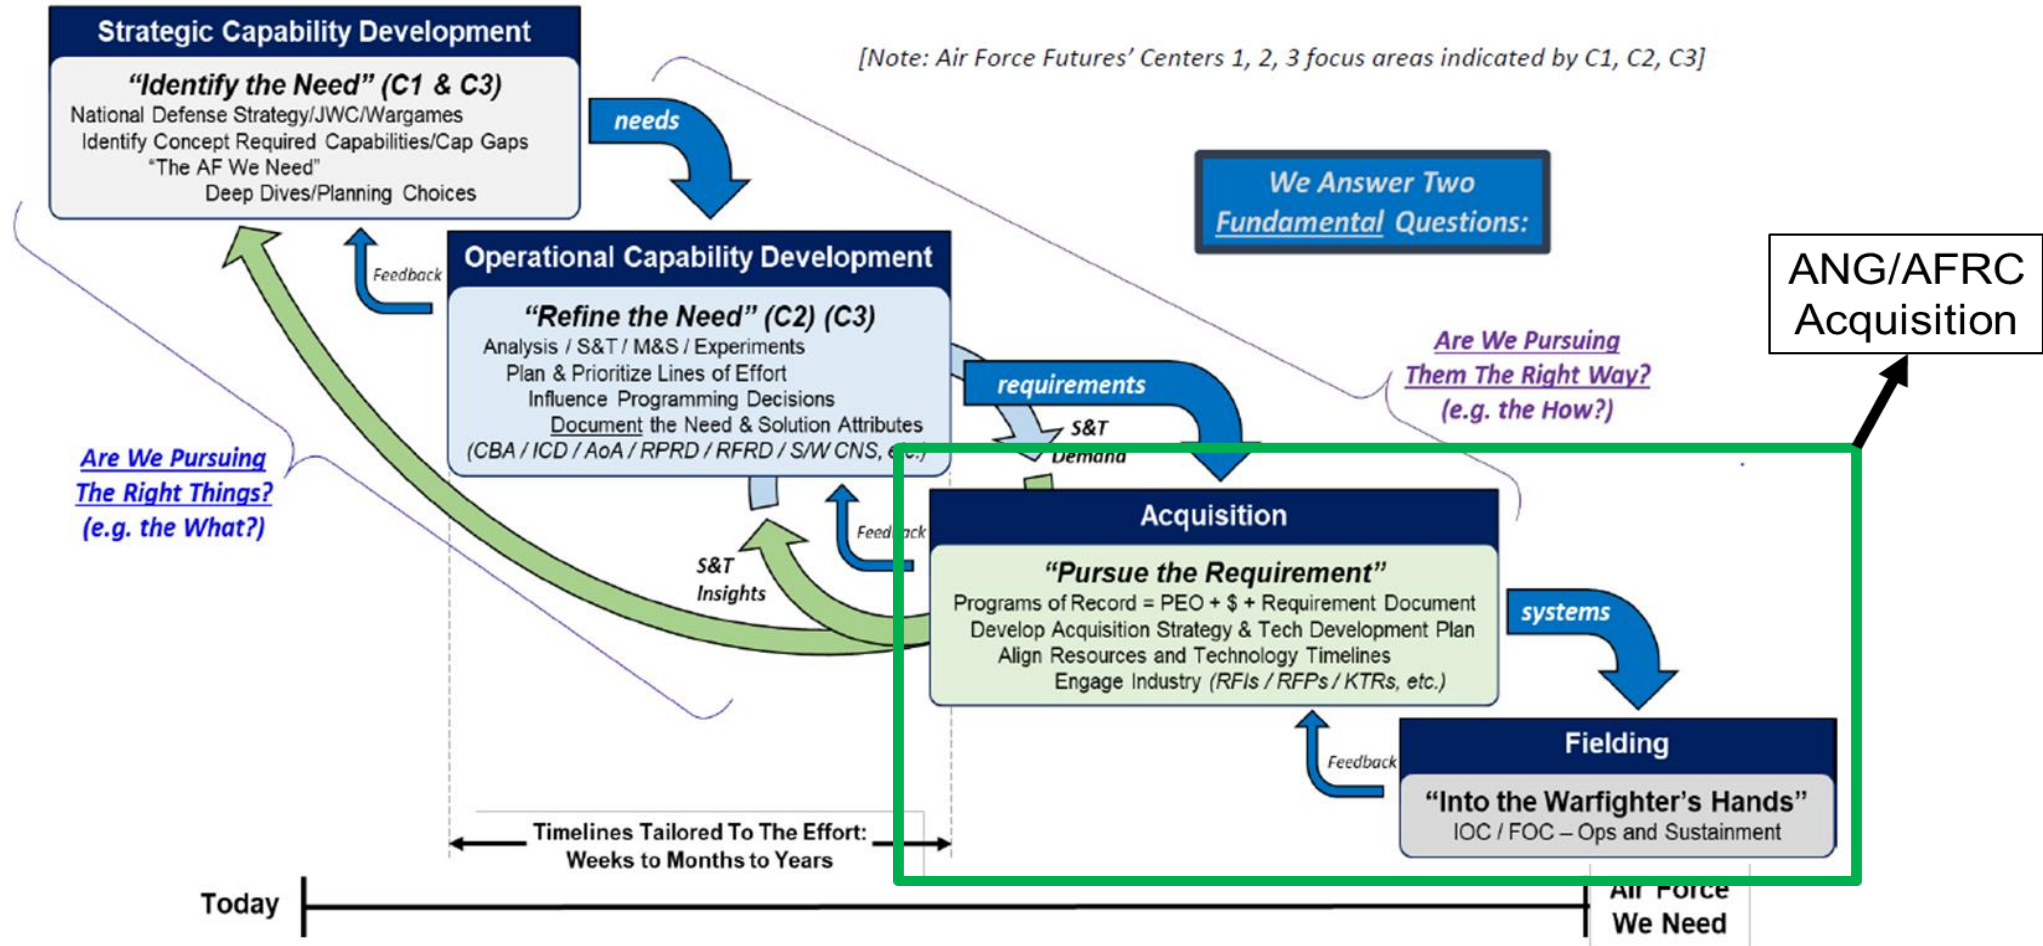 Strategic Capability Development
“Identify the Need” (C1 & C3)
National Defense Strategy/JWC/Wargames
Identify Concept Required Capabilities/Cap Gaps
“The AF We Need”
Deep Dives/Planning Choices
[Note: Air Force Futures’ Centers 1, 2, 3 focus areas indicated by C1, C2, C3]
needs
We Answer Two
Fundamental Questions:
Feedback
Operational Capability Development
“Refine the Need” (C2) (C3)
Analysis / S&T / M&S / Experiments
Plan & Prioritize Lines of Effort
Influence Programming Decisions
Document the Need & Solution Attributes
(CBA / ICD / AoA / RPRD / RFRD / S/W CNS, etc.)
ANG/AFRC
Acquisition
requirements
Are We Pursuing
Them The Right Way?
(e.g. the How?)
S&T
Demand
Are We Pursuing
The Right Things?
(e.g. the What?)
Feedback
S&T
Insights
Acquisition
“Pursue the Requirement”
Programs of Record = PEO + $ + Requirement Document
Develop Acquisition Strategy & Tech Development Plan
Align Resources and Technology Timelines
Engage Industry (RFIs / RFPs / KTRs, etc.)
systems
Feedback
Fielding
“Into the Warfighter’s Hands”
IOC / FOC – Ops and Sustainment
Timelines Tailored To The Effort:
Weeks to Months to Years
Today
Air Force
We Need